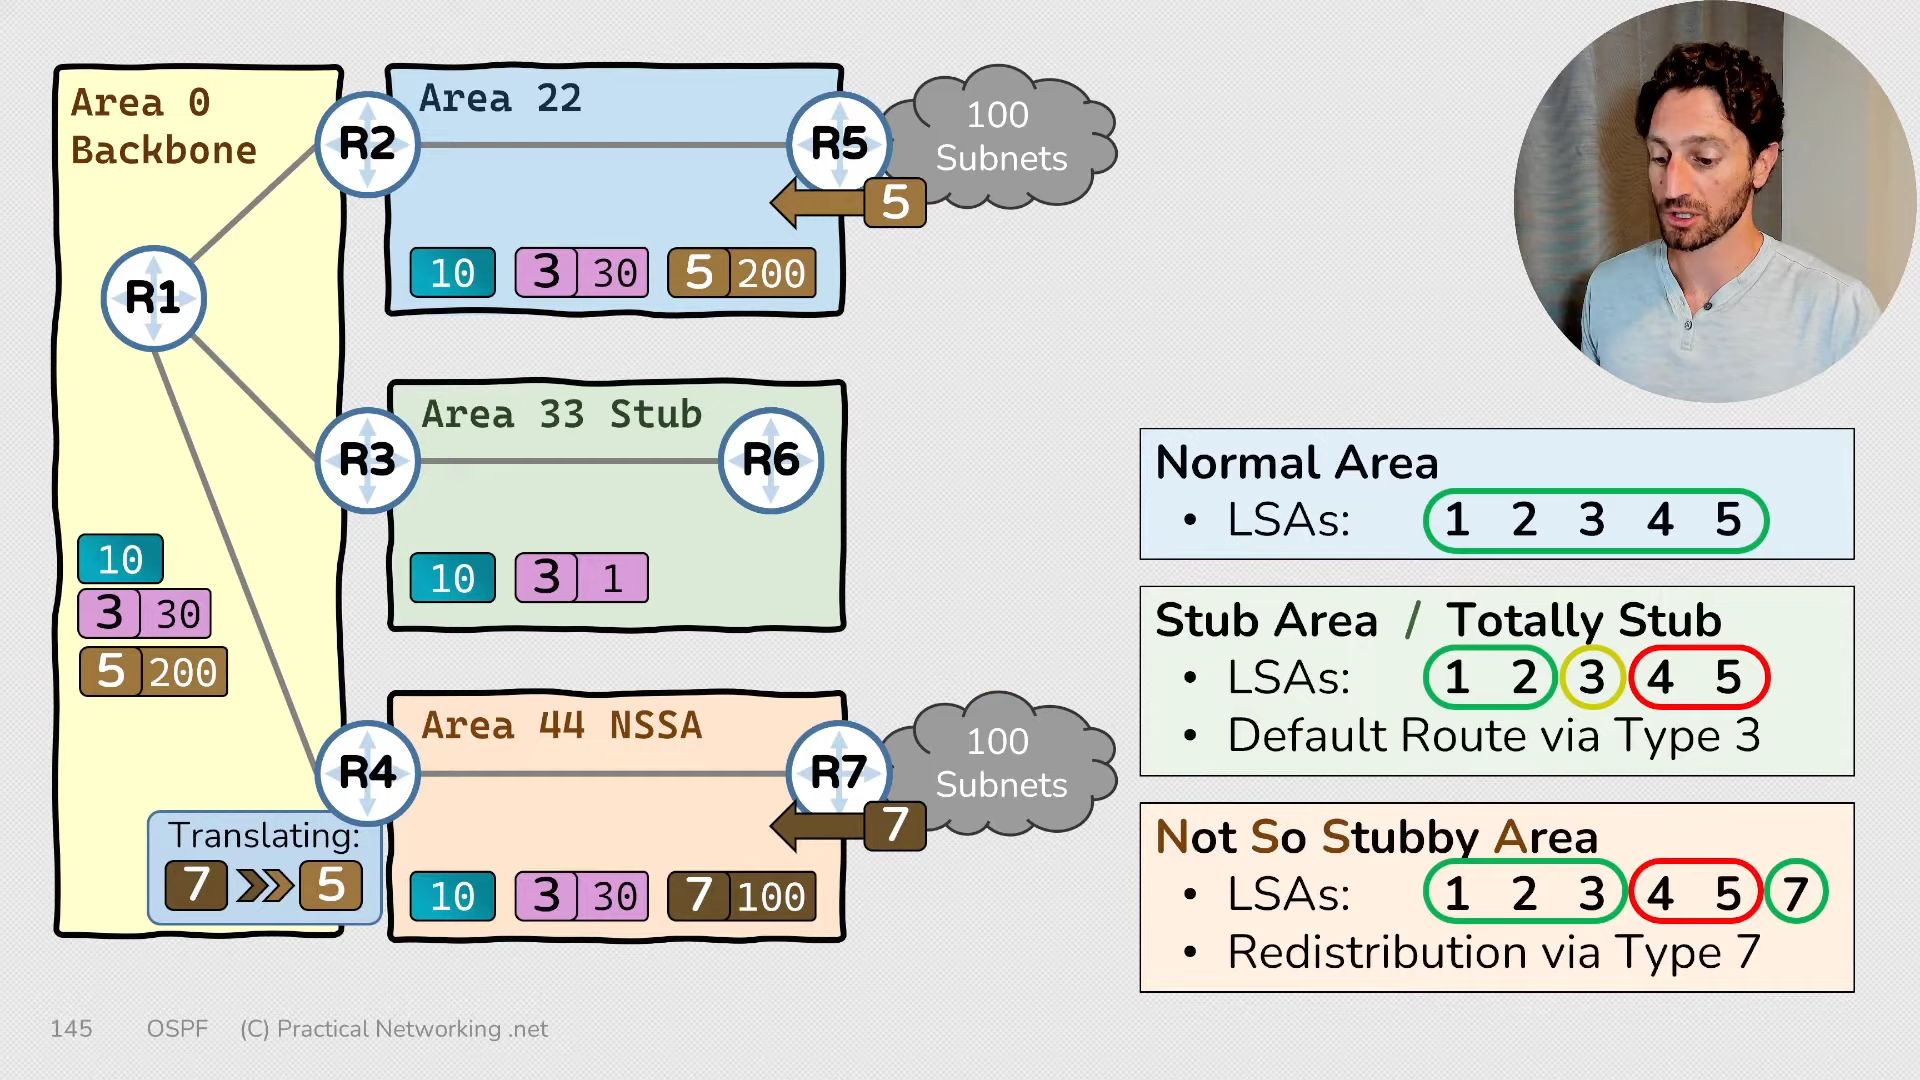 Area 0
Backbone
R1
10
3 30
5 200
Translating:
7 5
R2
Area 22
R5
100
Subnets
5
10 3 30 5 200
R3
Area 33 Stub
R6
10 3 1
R4
Area 44 NSSA
R7
100
Subnets
7
10 3 30 7 100
Normal Area
• LSAs: 1 2 3 4 5
Stub Area / Totally Stub
• LSAs: 1 2 3 4 5
• Default Route via Type 3
Not So Stubby Area
• LSAs: 1 2 3 4 5 7
• Redistribution via Type 7
145 OSPF (C) Practical Networking .net